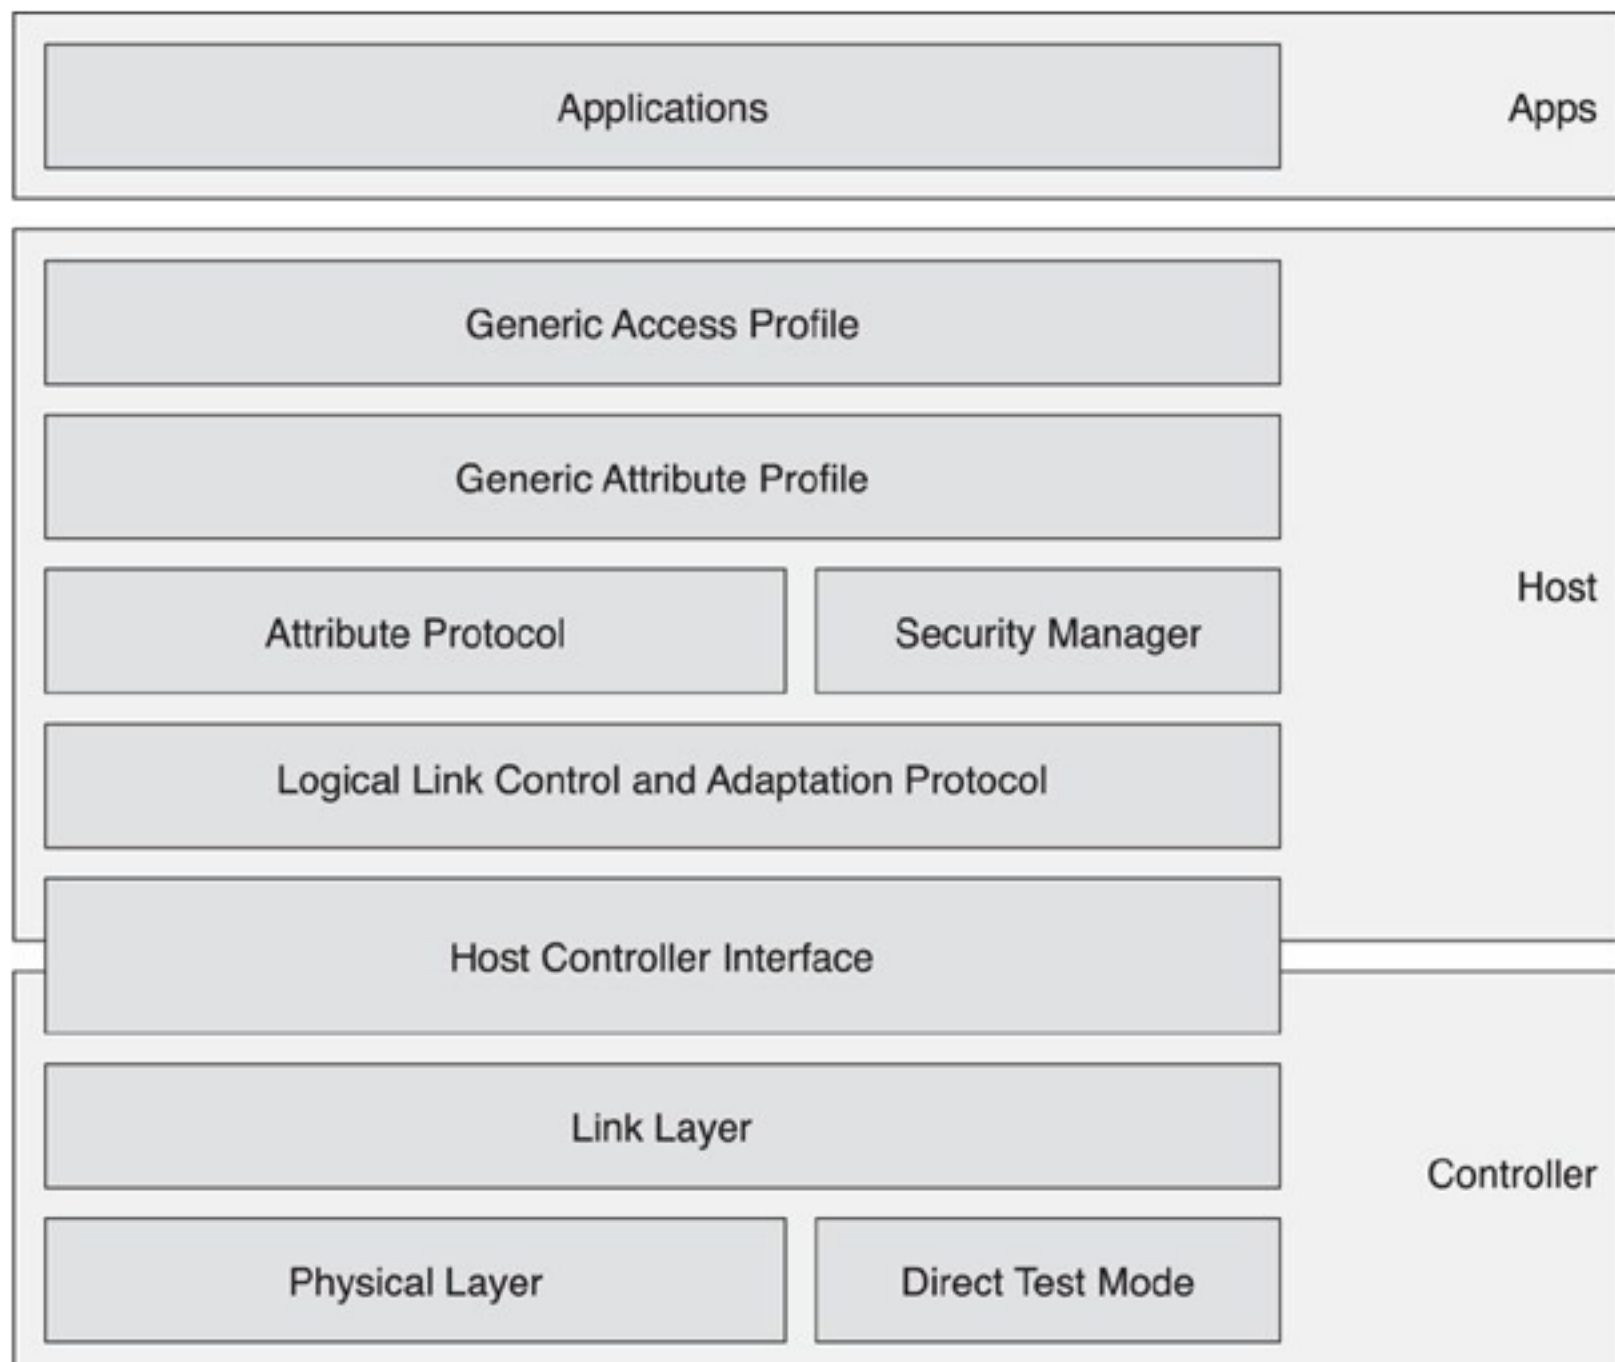 Applications
Apps
Generic Access Profile
Generic Attribute Profile
Host
Attribute Protocol
Security Manager
Logical Link Control and Adaptation Protocol
Host Controller Interface
Link Layer
Controller
Physical Layer
Direct Test Mode